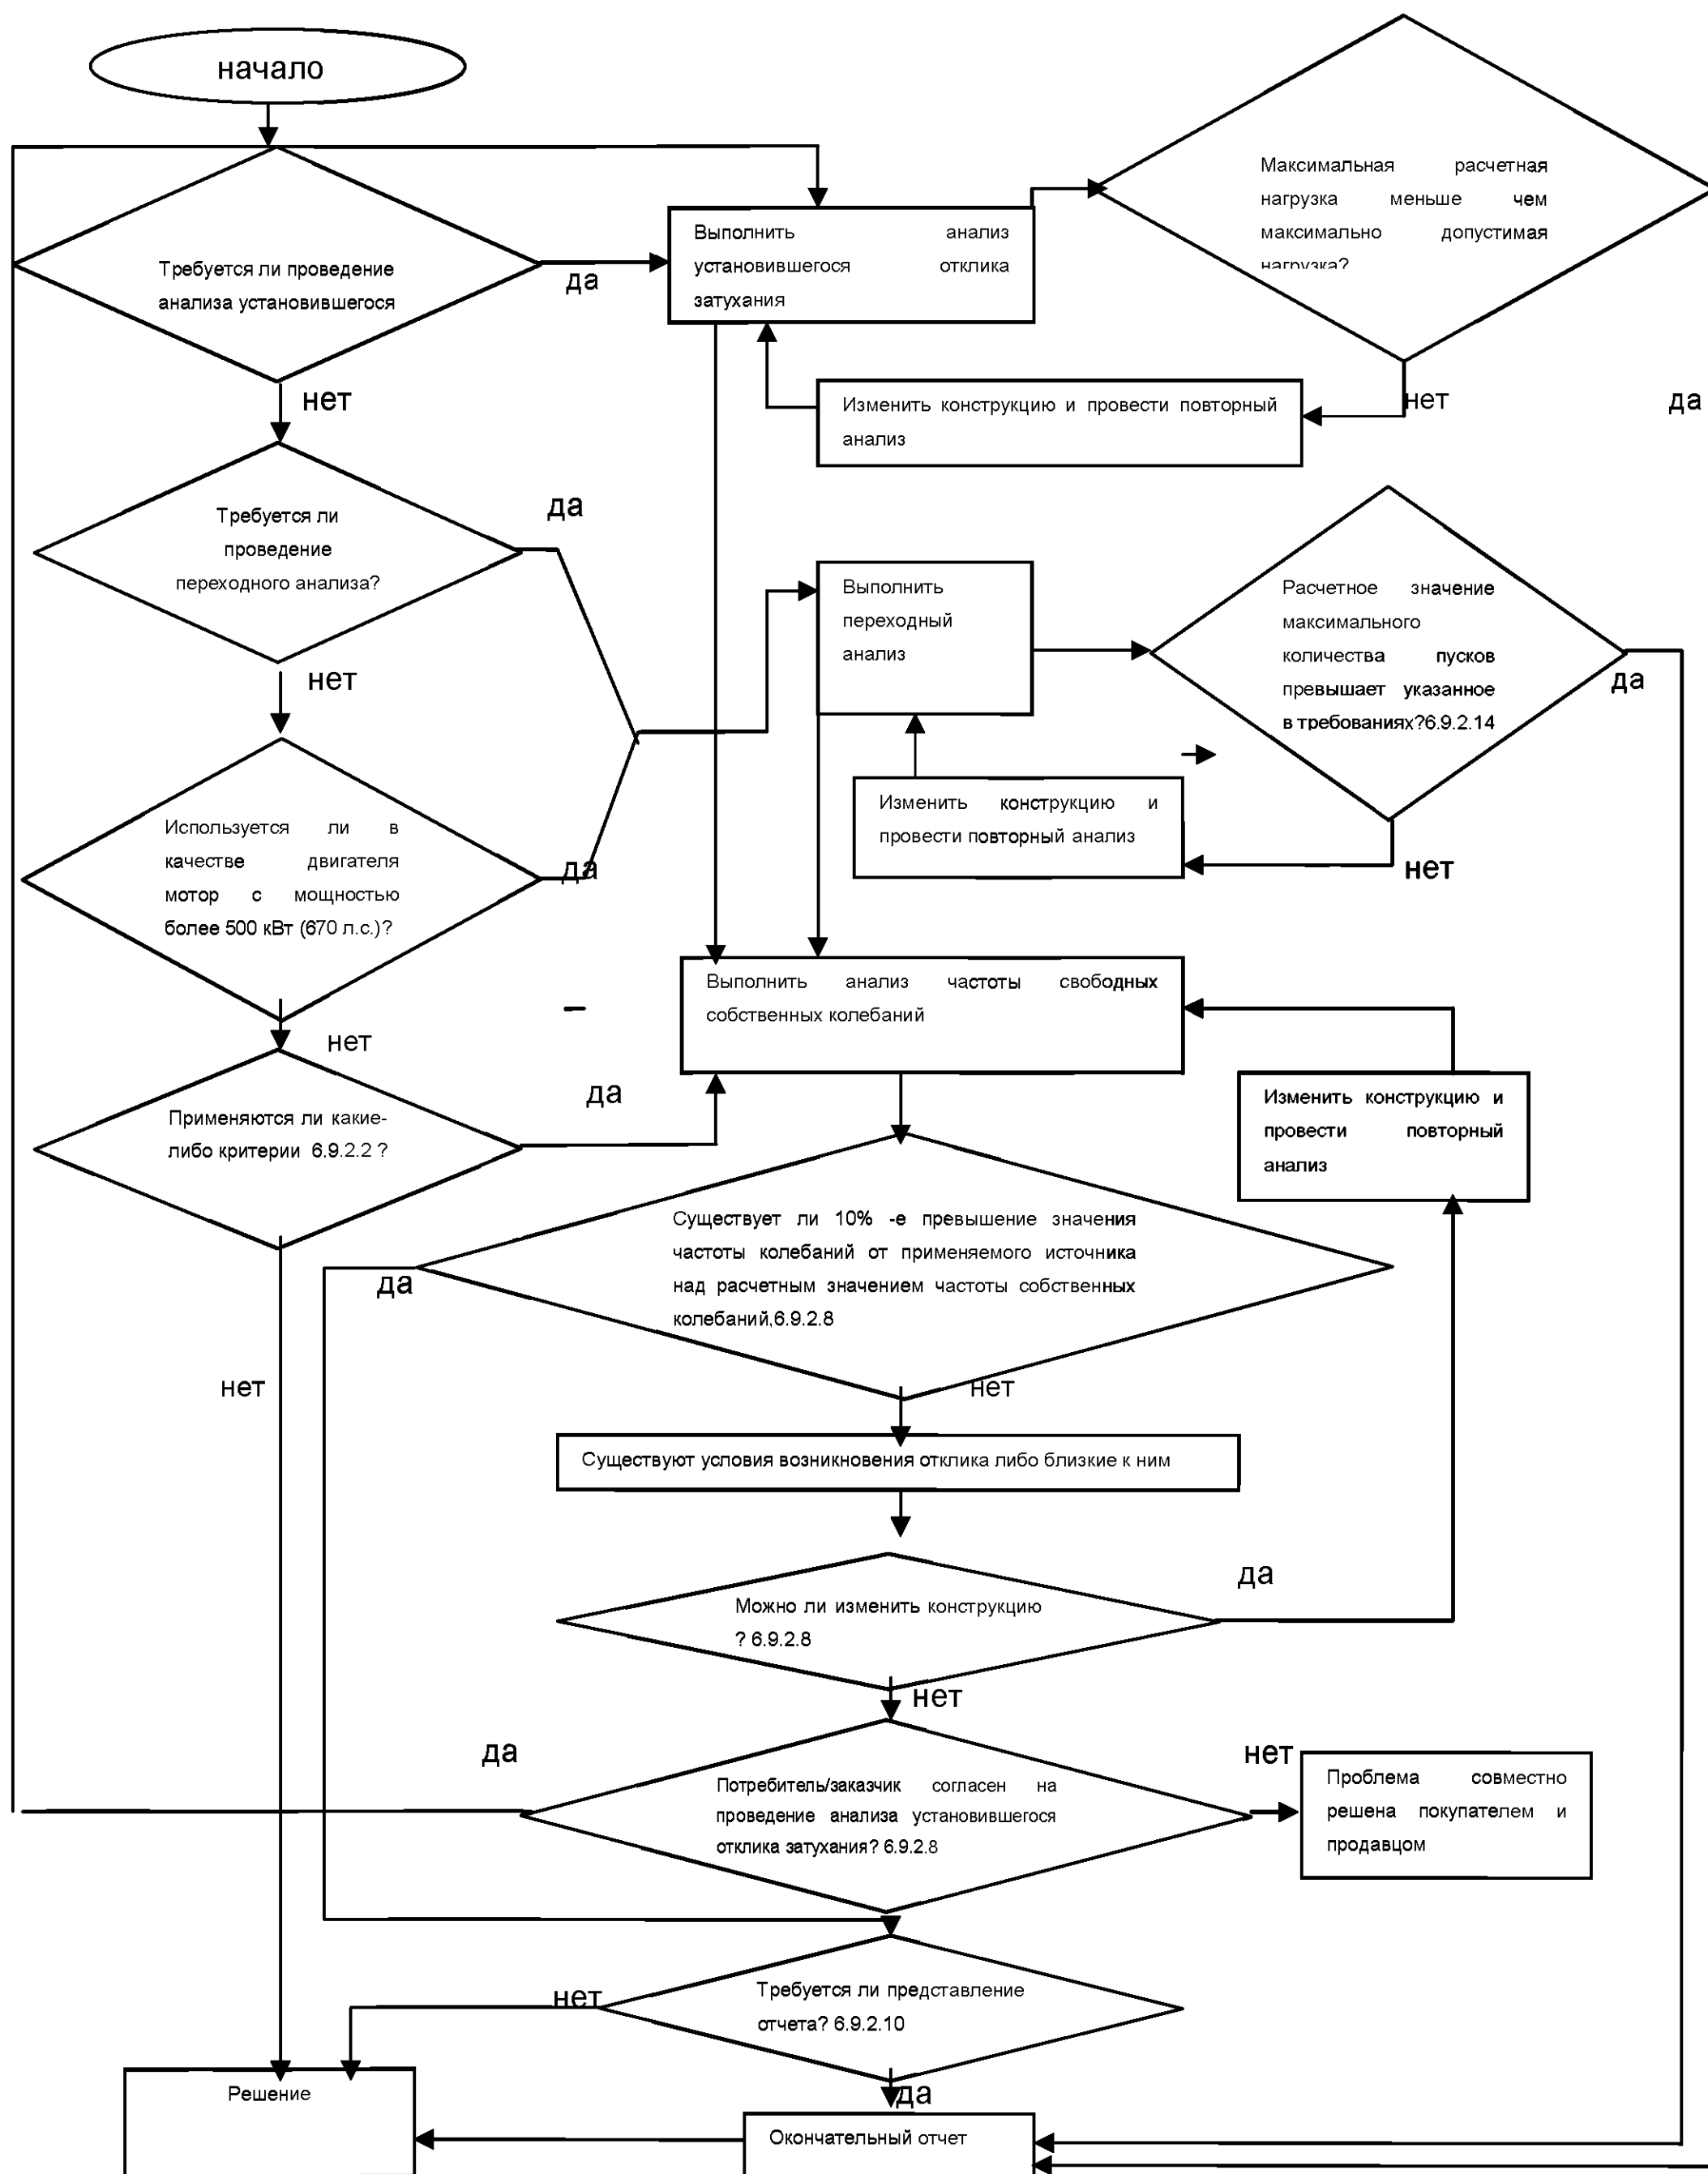 начало
Требуется ли проведение
анализа установившегося
да
Выполнить анализ
установившегося отклика
затухания
Максимальная расчетная
нагрузка меньше чем
максимально допустимая
нагрузка?
нет
да
Изменить конструкцию и провести повторный
анализ
нет
Требуется ли
проведение
переходного анализа?
да
нет
Выполнить
переходный
анализ
Расчетное значение
максимального
количества пусков
превышает указанное
в требованиях?6.9.2.14
да
нет
Изменить конструкцию и
провести повторный анализ
Используется ли в
качестве двигателя
мотор с мощностью
более 500 кВт (670 л.с.)?
да
нет
Выполнить анализ частоты свободных
собственных колебаний
Применяются ли какие-
либо критерии 6.9.2.2 ?
да
нет
Изменить конструкцию и
провести повторный
анализ
Существует ли 10% -е превышение значения
частоты колебаний от применяемого источника
над расчетным значением частоты собственных
колебаний,6.9.2.8
да
нет
Существуют условия возникновения отклика либо близкие к ним
Можно ли изменить конструкцию
? 6.9.2.8
да
нет
Потребитель/заказчик согласен на
проведение анализа установившегося
отклика затухания? 6.9.2.8
да
нет
Проблема совместно
решена покупателем и
продавцом
Требуется ли представление
отчета? 6.9.2.10
нет
да
Решение
Окончательный отчет